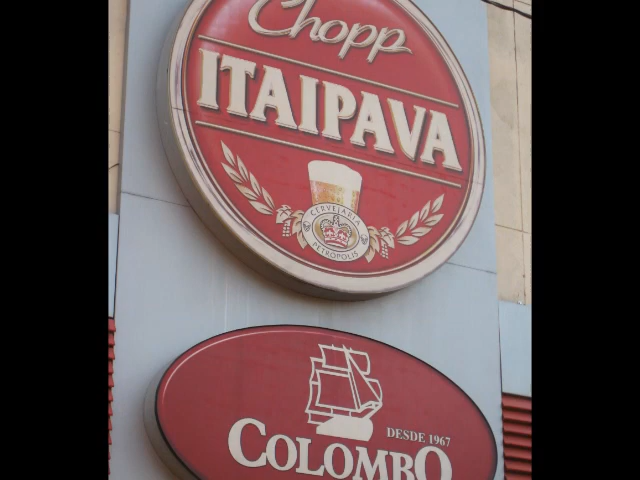 Chopp
ITAIPAVA
CERVEJARIA
PETRÓPOLIS
DESDE 1967
COLOMBO